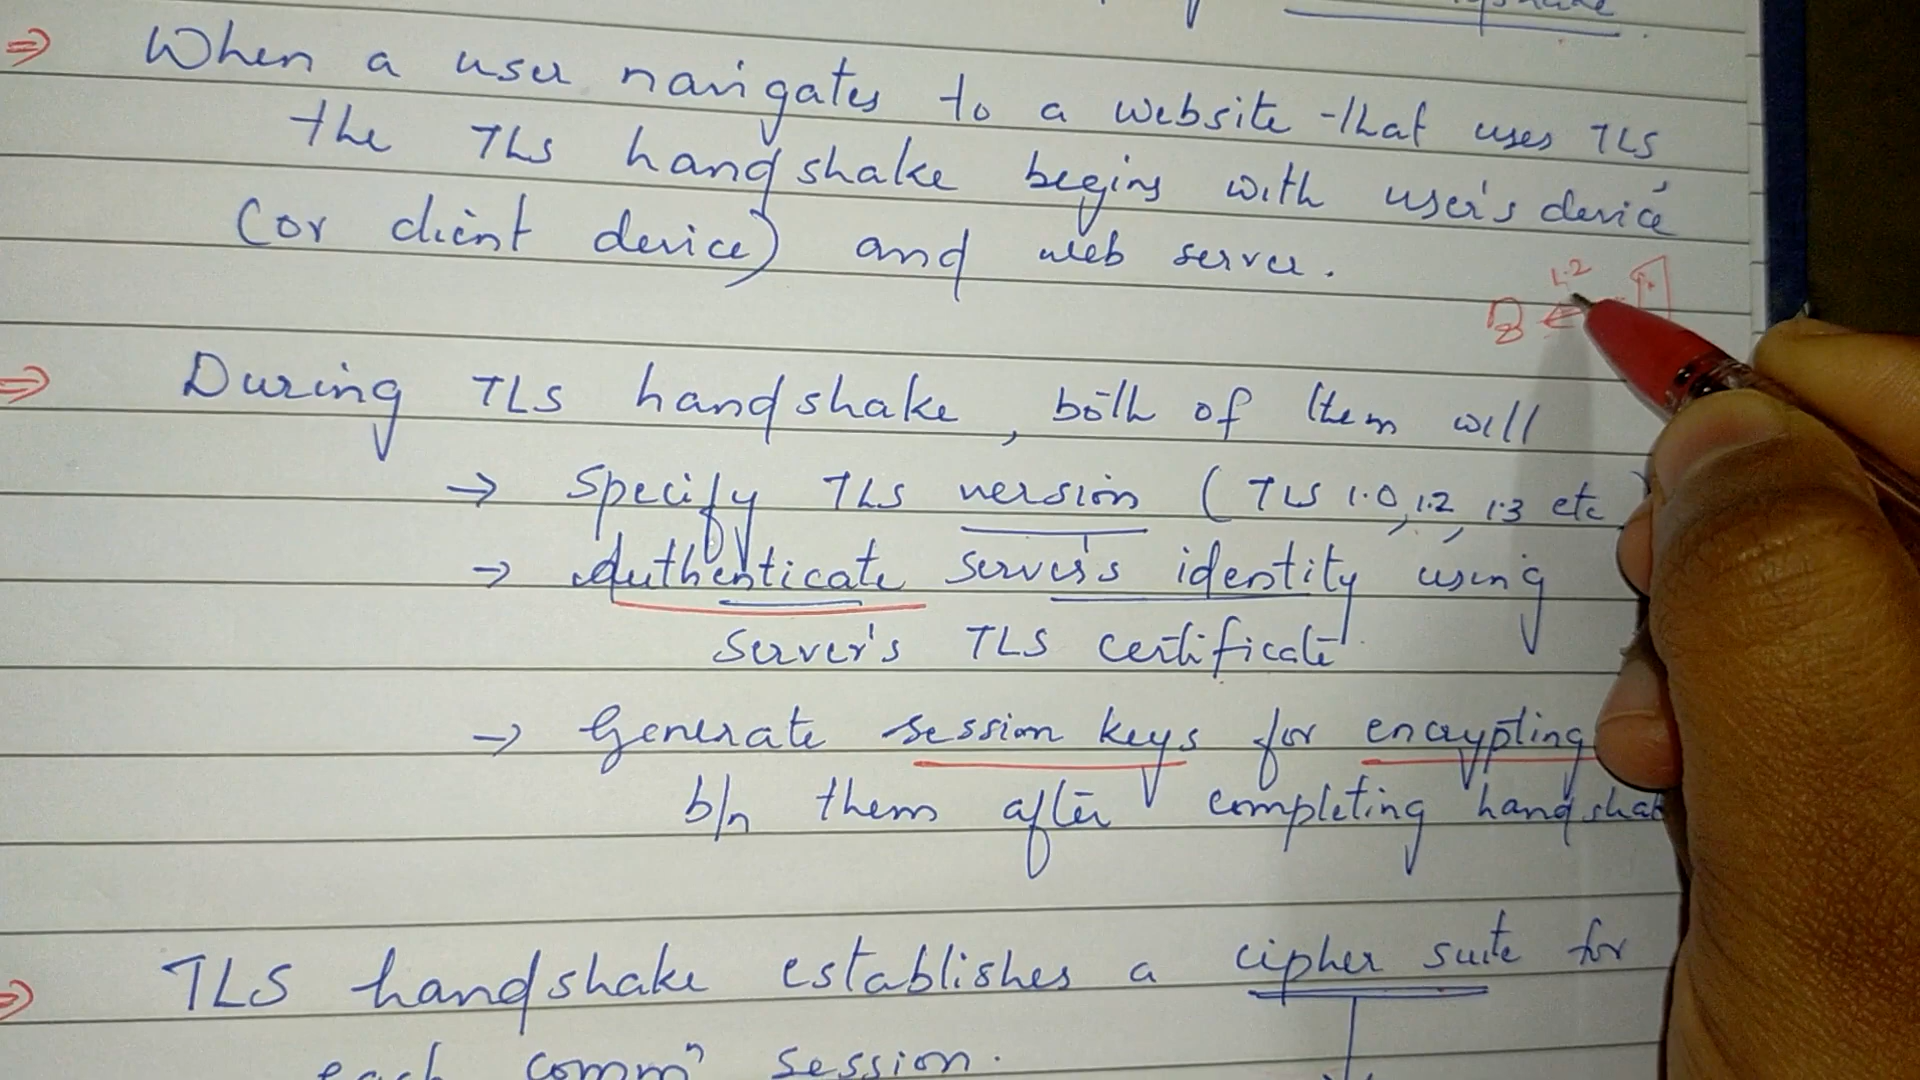 ⇒ When a user navigates to a website that uses TLS,
the TLS handshake begins with user's device
(or client device) and web server.
1.2
⇒ During TLS handshake, both of them will
→ Specify TLS version (TLS 1.0, 1.2, 1.3 etc
→ Authenticate server's identity using
Server's TLS certificate
→ Generate session keys for encrypting
b/n them after completing handshak
⇒ TLS handshake establishes a cipher suite for
each commⁿ session.